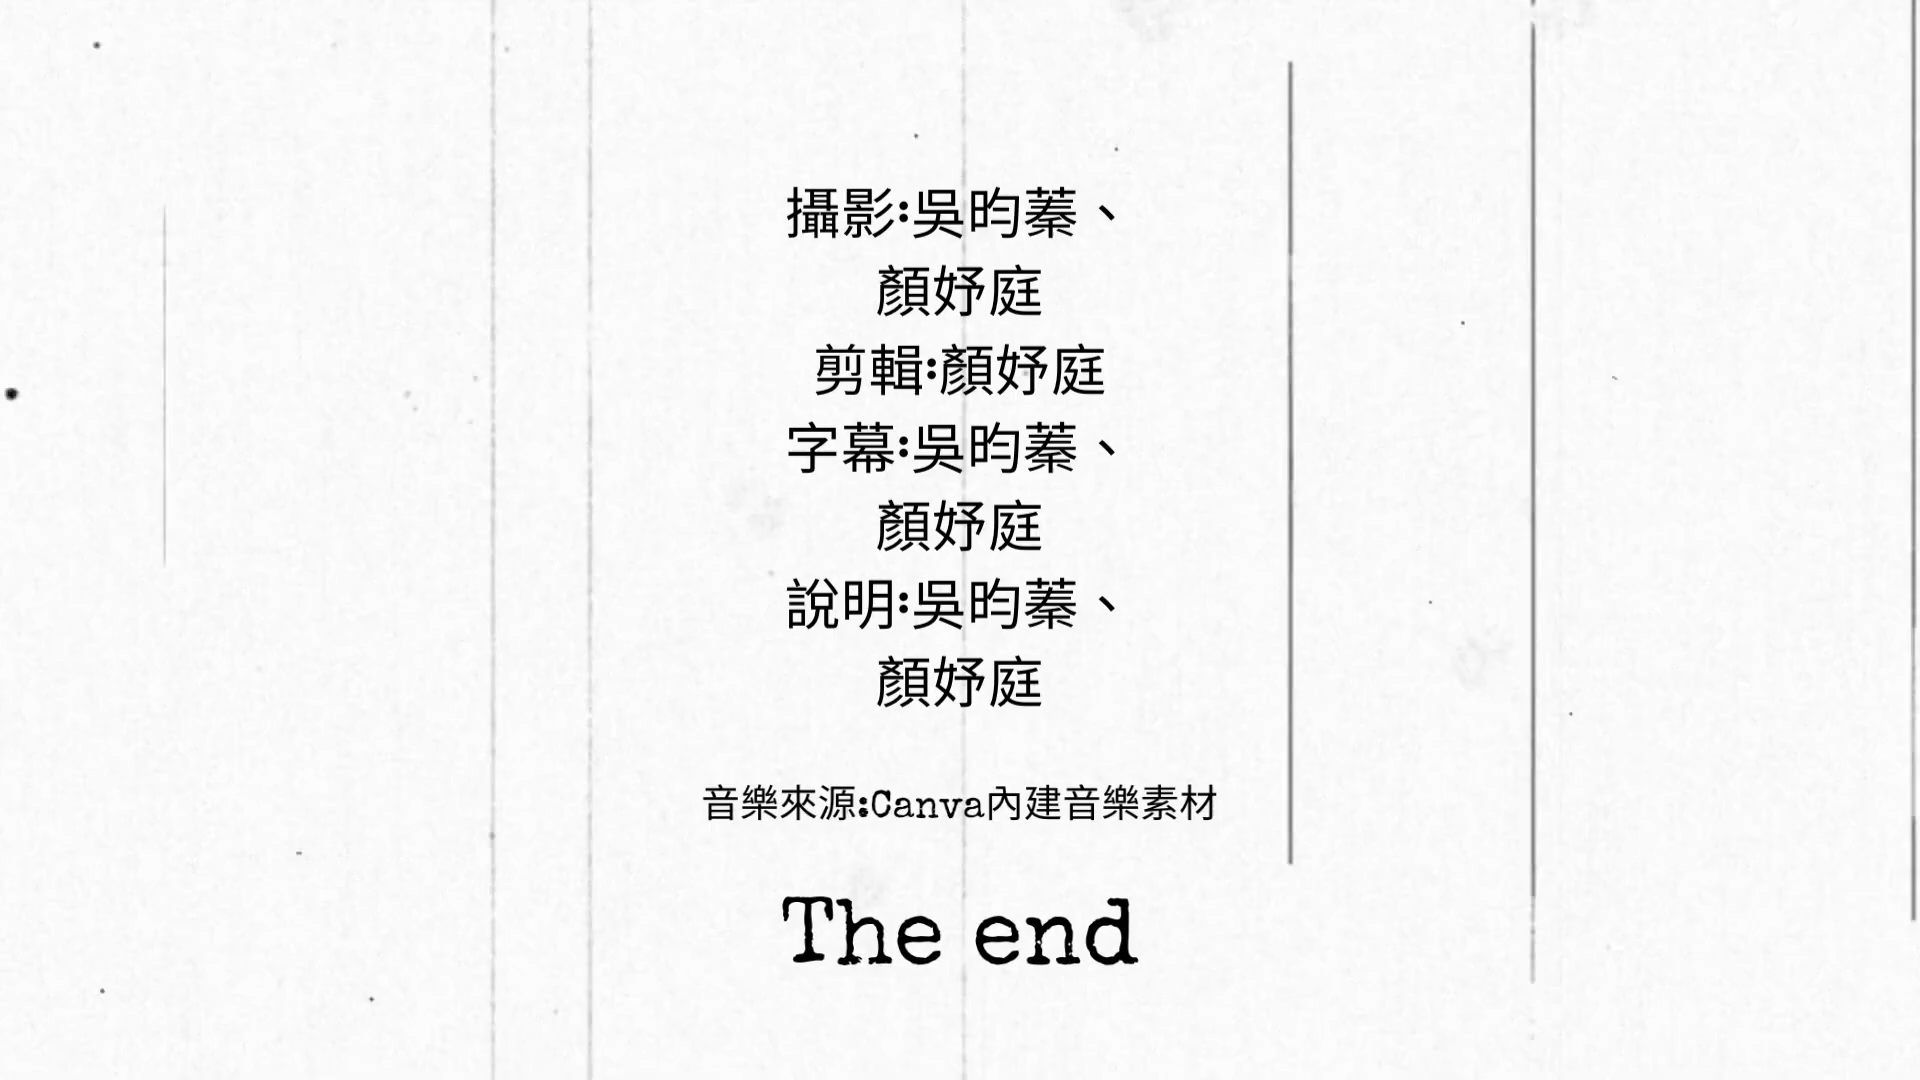 攝影:吳昀蓁、
顏妤庭
剪輯:顏妤庭
字幕:吳昀蓁、
顏妤庭
說明:吳昀蓁、
顏妤庭
音樂來源:Canva內建音樂素材
The end